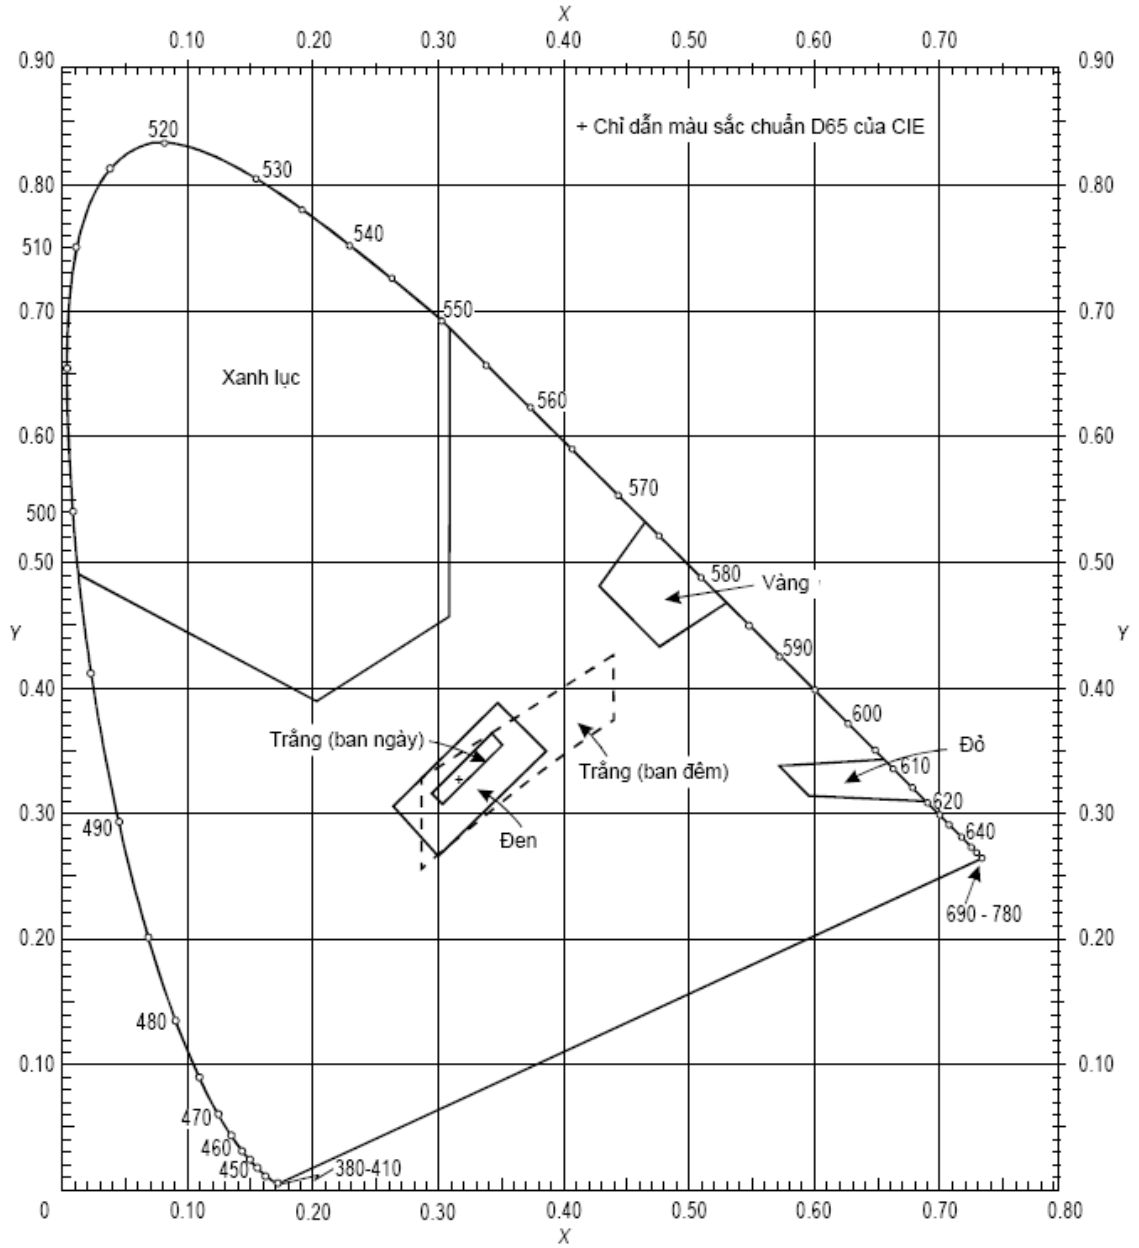 X
0.10 0.20 0.30 0.40 0.50 0.60 0.70
0.90 0.90
+ Chỉ dẫn màu sắc chuẩn D65 của CIE
520
530
0.80 0.80
540
510
0.70 550 0.70
Xanh lục
560
0.60 0.60
570
500
0.50 0.50
580 Vàng
Y Y
590
0.40 0.40
600
Trắng (ban ngày) Đỏ
Trắng (ban đêm) 610
+
0.30 620 0.30
490 Đen 640
690 - 780
0.20 0.20
480
0.10 0.10
470
460
450 380-410
0 0.10 0.20 0.30 0.40 0.50 0.60 0.70 0.80
X